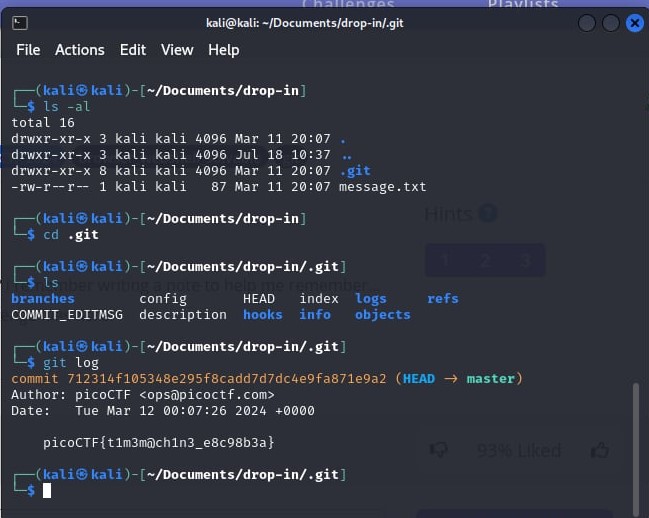 Challenges Playlists
kali@kali: ~/Documents/drop-in/.git
File Actions Edit View Help
┌──(kali㉿kali)-[~/Documents/drop-in]
└─$ ls -al
total 16
drwxr-xr-x 3 kali kali 4096 Mar 11 20:07 .
drwxr-xr-x 3 kali kali 4096 Jul 18 10:37 ..
drwxr-xr-x 8 kali kali 4096 Mar 11 20:07 .git
-rw-r--r-- 1 kali kali 87 Mar 11 20:07 message.txt
┌──(kali㉿kali)-[~/Documents/drop-in]
└─$ cd .git
Hints ?
1 2 3
┌──(kali㉿kali)-[~/Documents/drop-in/.git]
└─$ ls
writing a note to help me remember...
branches config HEAD index logs refs
COMMIT_EDITMSG description hooks info objects
┌──(kali㉿kali)-[~/Documents/drop-in/.git]
└─$ git log
commit 712314f105348e295f8cadd7d7dc4e9fa871e9a2 (HEAD → master)
Author: picoCTF <ops@picoctf.com>
Date: Tue Mar 12 00:07:26 2024 +0000
picoCTF{t1m3m@ch1n3_e8c98b3a}
93% Liked
┌──(kali㉿kali)-[~/Documents/drop-in/.git]
└─$